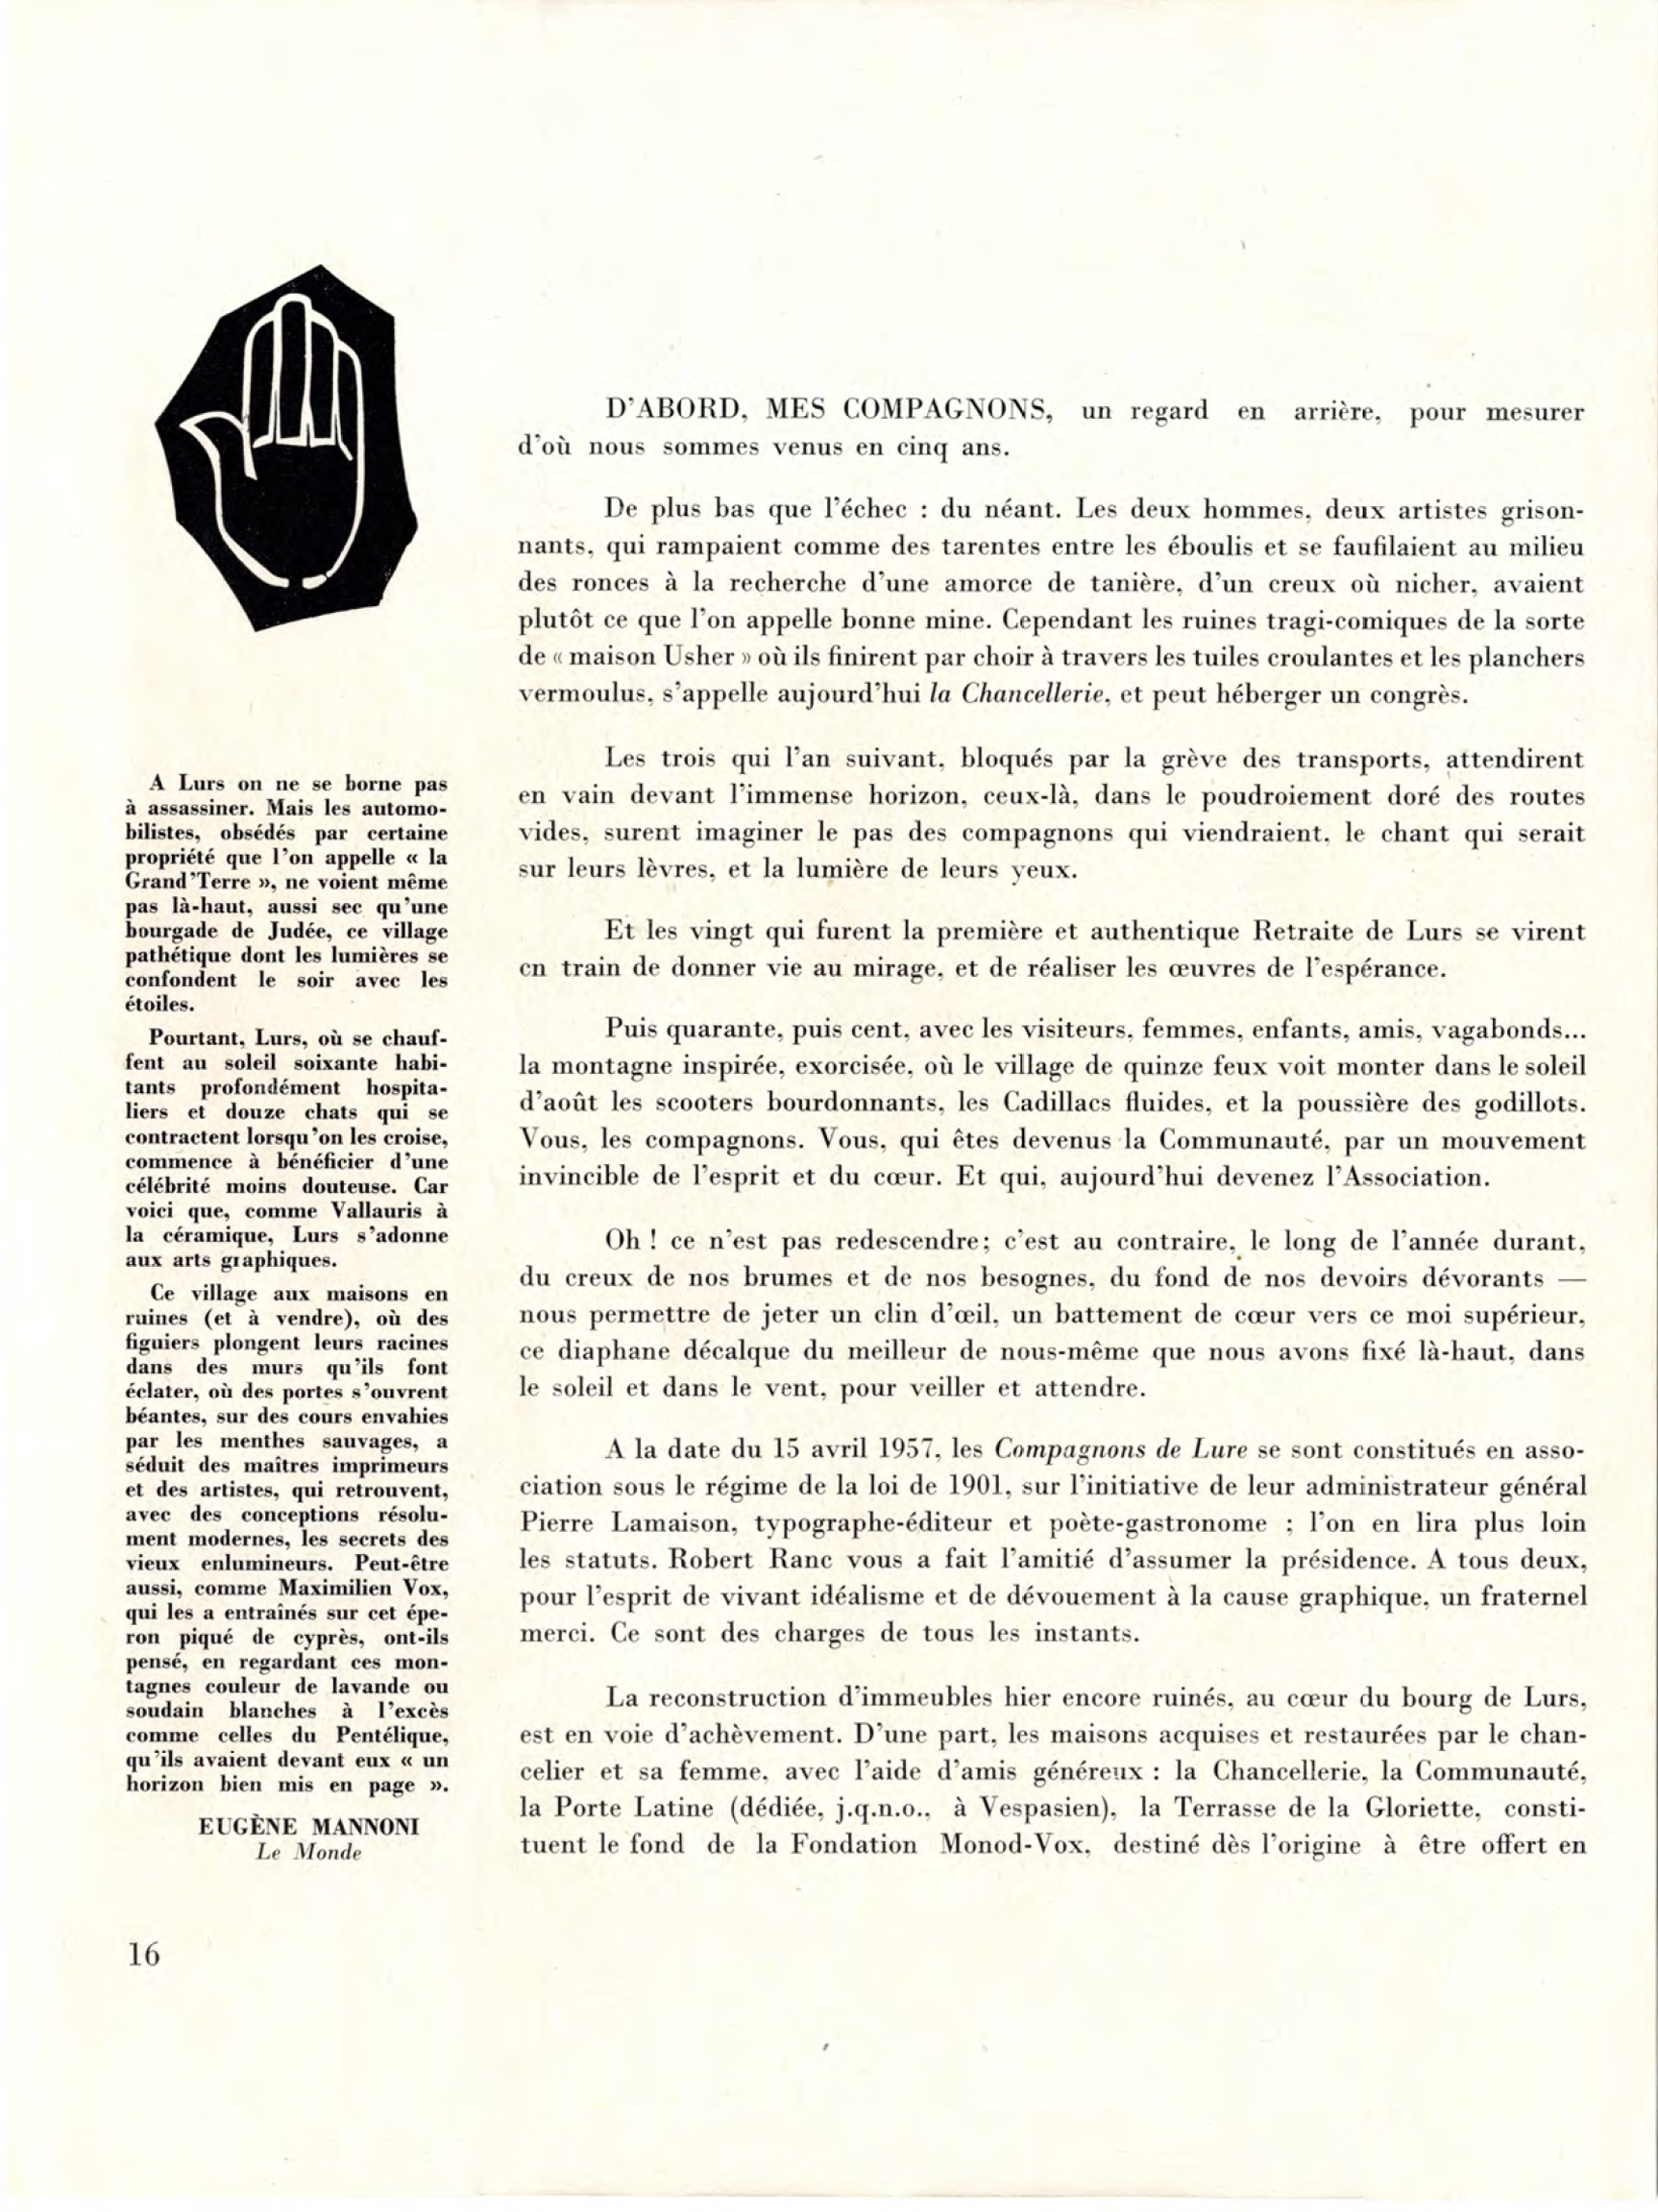 A Lurs on ne se borne pas
à assassiner. Mais les automo-
bilistes, obsédés par certaine
propriété que l'on appelle « la
Grand'Terre », ne voient même
pas là-haut, aussi sec qu'une
bourgade de Judée, ce village
pathétique dont les lumières se
confondent le soir avec les
étoiles.
Pourtant, Lurs, où se chauf-
fent au soleil soixante habi-
tants profondément hospita-
liers et douze chats qui se
contractent lorsqu'on les croise,
commence à bénéficier d'une
célébrité moins douteuse. Car
voici que, comme Vallauris à
la céramique, Lurs s'adonne
aux arts graphiques.
Ce village aux maisons en
ruines (et à vendre), où des
figuiers plongent leurs racines
dans des murs qu'ils font
éclater, où des portes s'ouvrent
béantes, sur des cours envahies
par les menthes sauvages, a
séduit des maîtres imprimeurs
et des artistes, qui retrouvent,
avec des conceptions résolu-
ment modernes, les secrets des
vieux enlumineurs. Peut-être
aussi, comme Maximilien Vox,
qui les a entraînés sur cet épe-
ron piqué de cyprès, ont-ils
pensé, en regardant ces mon-
tagnes couleur de lavande ou
soudain blanches à l'excès
comme celles du Pentélique,
qu'ils avaient devant eux « un
horizon bien mis en page ».
EUGÈNE MANNONI
Le Monde
D'ABORD, MES COMPAGNONS, un regard en arrière, pour mesurer
d'où nous sommes venus en cinq ans.
De plus bas que l'échec : du néant. Les deux hommes, deux artistes grison-
nants, qui rampaient comme des tarentes entre les éboulis et se faufilaient au milieu
des ronces à la recherche d'une amorce de tanière, d'un creux où nicher, avaient
plutôt ce que l'on appelle bonne mine. Cependant les ruines tragi-comiques de la sorte
de « maison Usher » où ils finirent par choir à travers les tuiles croulantes et les planchers
vermoulus, s'appelle aujourd'hui la Chancellerie, et peut héberger un congrès.
Les trois qui l'an suivant, bloqués par la grève des transports, attendirent
en vain devant l'immense horizon, ceux-là, dans le poudroiement doré des routes
vides, surent imaginer le pas des compagnons qui viendraient, le chant qui serait
sur leurs lèvres, et la lumière de leurs yeux.
Et les vingt qui furent la première et authentique Retraite de Lurs se virent
en train de donner vie au mirage, et de réaliser les œuvres de l'espérance.
Puis quarante, puis cent, avec les visiteurs, femmes, enfants, amis, vagabonds...
la montagne inspirée, exorcisée, où le village de quinze feux voit monter dans le soleil
d'août les scooters bourdonnants, les Cadillacs fluides, et la poussière des godillots.
Vous, les compagnons. Vous, qui êtes devenus la Communauté, par un mouvement
invincible de l'esprit et du cœur. Et qui, aujourd'hui devenez l'Association.
Oh ! ce n'est pas redescendre; c'est au contraire, le long de l'année durant,
du creux de nos brumes et de nos besognes, du fond de nos devoirs dévorants —
nous permettre de jeter un clin d'œil, un battement de cœur vers ce moi supérieur,
ce diaphane décalque du meilleur de nous-même que nous avons fixé là-haut, dans
le soleil et dans le vent, pour veiller et attendre.
A la date du 15 avril 1957, les Compagnons de Lure se sont constitués en asso-
ciation sous le régime de la loi de 1901, sur l'initiative de leur administrateur général
Pierre Lamaison, typographe-éditeur et poète-gastronome ; l'on en lira plus loin
les statuts. Robert Ranc vous a fait l'amitié d'assumer la présidence. A tous deux,
pour l'esprit de vivant idéalisme et de dévouement à la cause graphique, un fraternel
merci. Ce sont des charges de tous les instants.
La reconstruction d'immeubles hier encore ruinés, au cœur du bourg de Lurs,
est en voie d'achèvement. D'une part, les maisons acquises et restaurées par le chan-
celier et sa femme, avec l'aide d'amis généreux : la Chancellerie, la Communauté,
la Porte Latine (dédiée, j.q.n.o., à Vespasien), la Terrasse de la Gloriette, consti-
tuent le fond de la Fondation Monod-Vox, destiné dès l'origine à être offert en
16